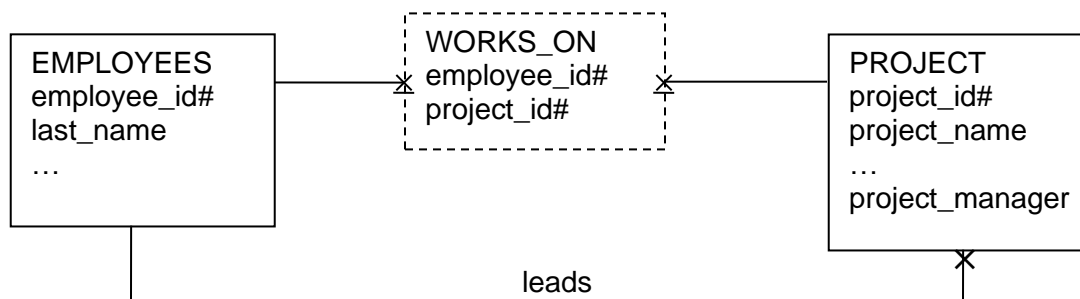 EMPLOYEES
employee_id#
last_name
…
WORKS_ON
employee_id#
project_id#
PROJECT
project_id#
project_name
…
project_manager
leads